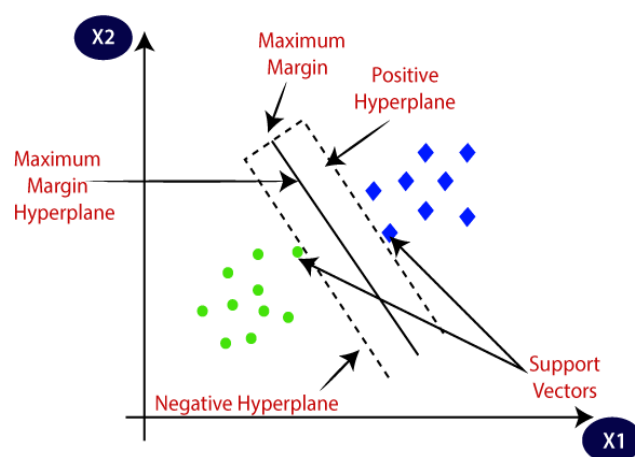 X2
Maximum
Margin
Positive
Hyperplane
Maximum
Margin
Hyperplane
Support
Vectors
Negative Hyperplane
X1